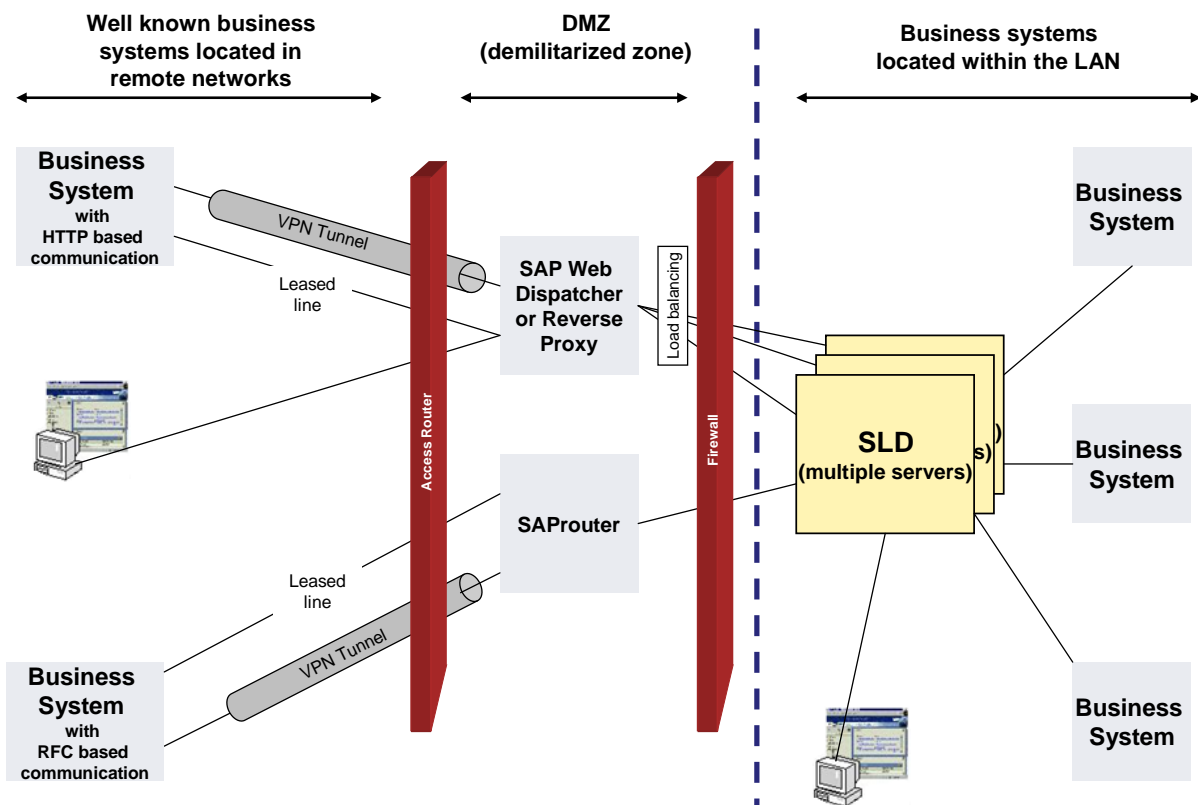 Well known business
systems located in
remote networks
DMZ
(demilitarized zone)
Business systems
located within the LAN
Business
System
with
HTTP based
communication
VPN Tunnel
Leased
line
Access Router
SAP Web
Dispatcher
or Reverse
Proxy
Load balancing
Firewall
Business
System
SLD
(multiple servers)
s)
)
Business
System
SAProuter
Leased
line
VPN Tunnel
Business
System
with
RFC based
communication
Business
System